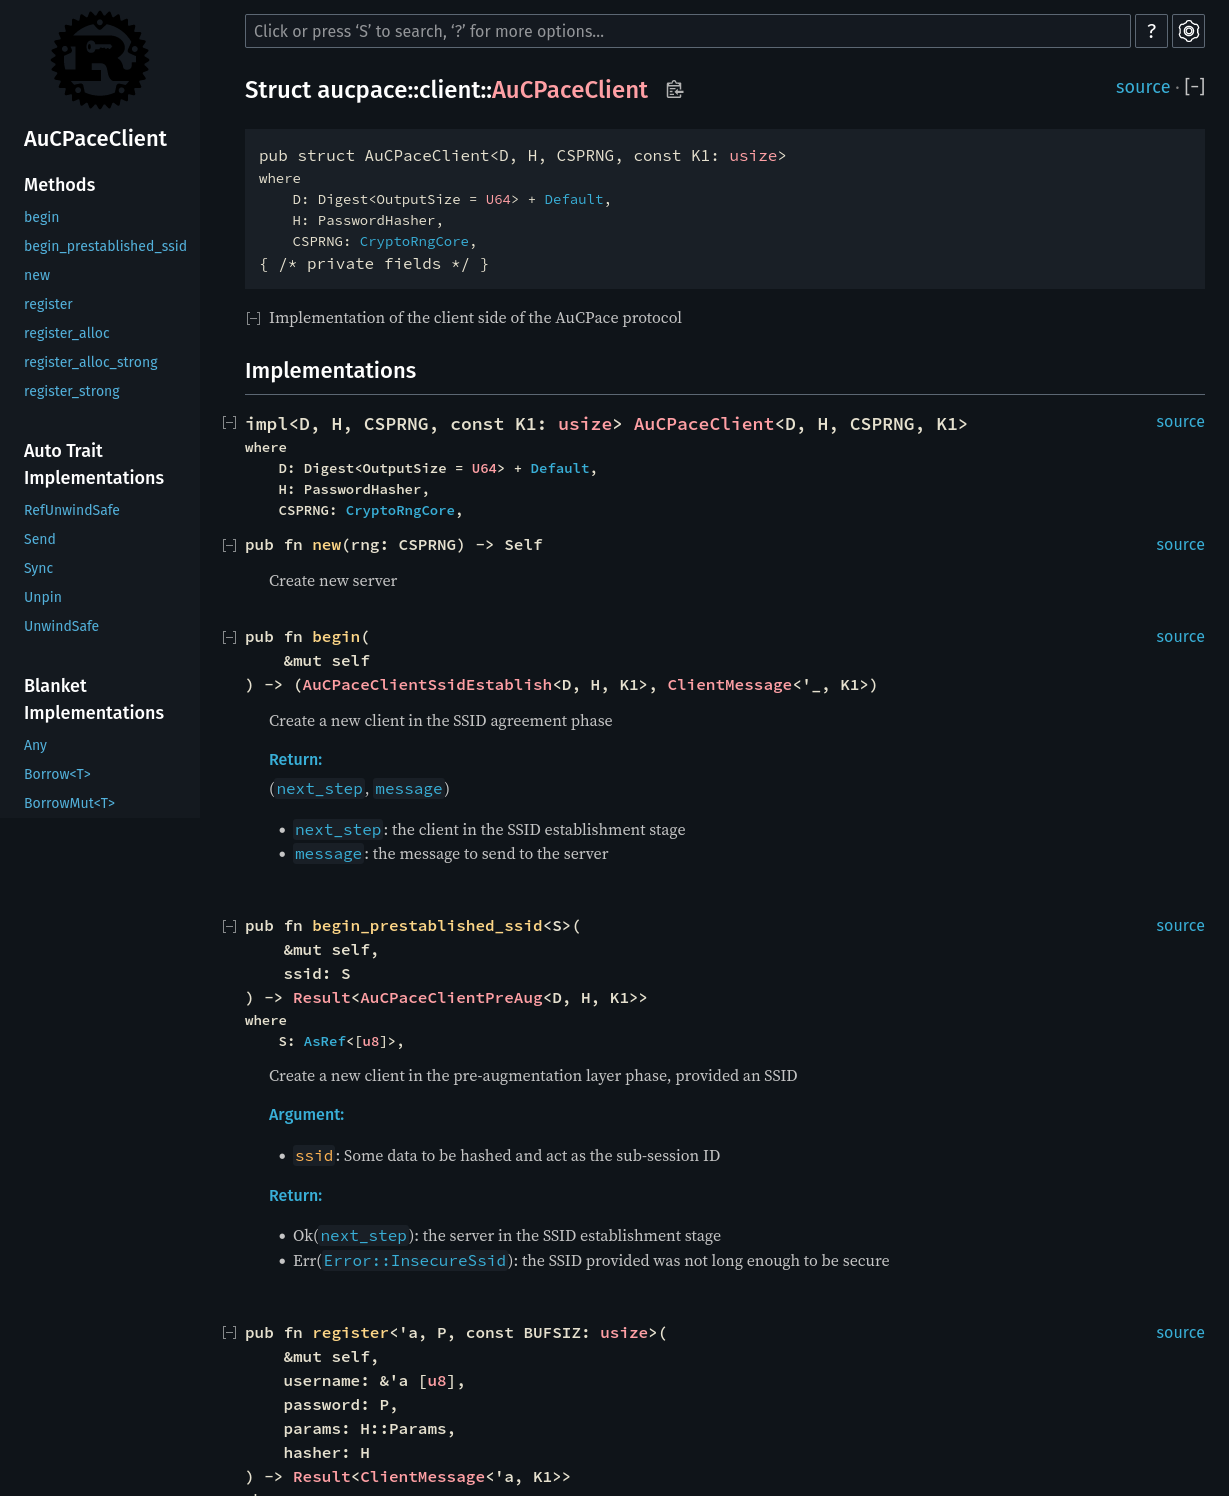 AuCPaceClient
Methods
begin
begin_prestablished_ssid
new
register
register_alloc
register_alloc_strong
register_strong
Auto Trait
Implementations
RefUnwindSafe
Send
Sync
Unpin
UnwindSafe
Blanket
Implementations
Any
Borrow<T>
BorrowMut<T>
Click or press ‘S’ to search, ‘?’ for more options…
?
Struct aucpace::client::AuCPaceClient
source · [-]
pub struct AuCPaceClient<D, H, CSPRNG, const K1: usize>
where
    D: Digest<OutputSize = U64> + Default,
    H: PasswordHasher,
    CSPRNG: CryptoRngCore,
{ /* private fields */ }
[-] Implementation of the client side of the AuCPace protocol
Implementations
[-] impl<D, H, CSPRNG, const K1: usize> AuCPaceClient<D, H, CSPRNG, K1> source
where
    D: Digest<OutputSize = U64> + Default,
    H: PasswordHasher,
    CSPRNG: CryptoRngCore,
[-] pub fn new(rng: CSPRNG) -> Self source
Create new server
[-] pub fn begin( source
    &mut self
) -> (AuCPaceClientSsidEstablish<D, H, K1>, ClientMessage<'_, K1>)
Create a new client in the SSID agreement phase
Return:
(next_step, message)
• next_step: the client in the SSID establishment stage
• message: the message to send to the server
[-] pub fn begin_prestablished_ssid<S>( source
    &mut self,
    ssid: S
) -> Result<AuCPaceClientPreAug<D, H, K1>>
where
    S: AsRef<[u8]>,
Create a new client in the pre-augmentation layer phase, provided an SSID
Argument:
• ssid: Some data to be hashed and act as the sub-session ID
Return:
• Ok(next_step): the server in the SSID establishment stage
• Err(Error::InsecureSsid): the SSID provided was not long enough to be secure
[-] pub fn register<'a, P, const BUFSIZ: usize>( source
    &mut self,
    username: &'a [u8],
    password: P,
    params: H::Params,
    hasher: H
) -> Result<ClientMessage<'a, K1>>